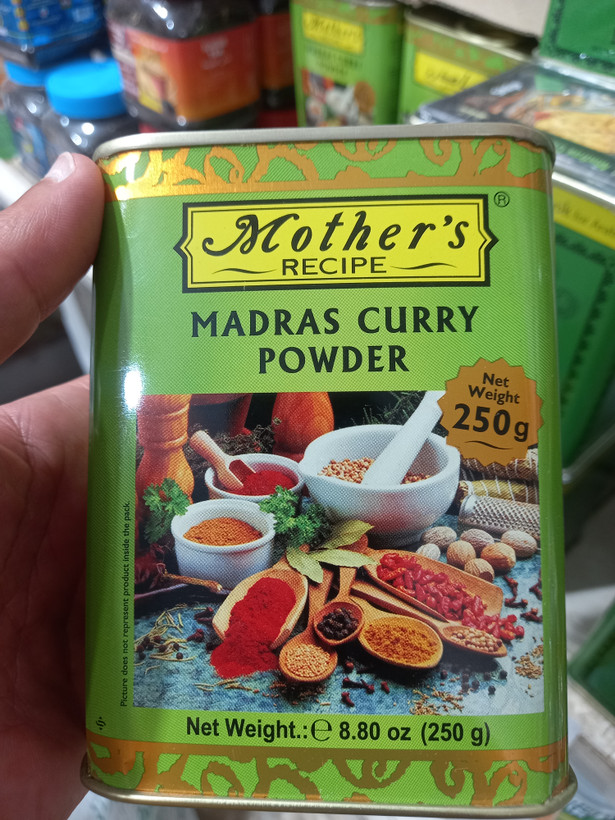 Mother's
RECIPE
®
MADRAS CURRY
POWDER
Net
Weight
250g
Picture does not represent product inside the pack.
Net Weight.:℮ 8.80 oz (250 g)